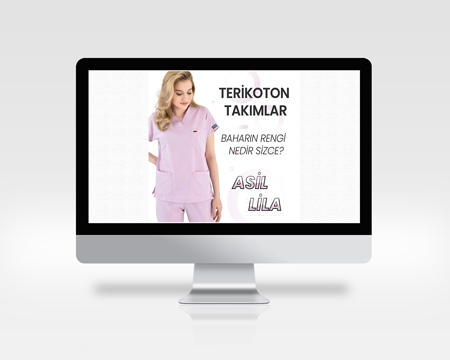 TERİKOTON
TAKIMLAR
BAHARIN RENGİ
NEDİR SİZCE?
ASİL
LİLA